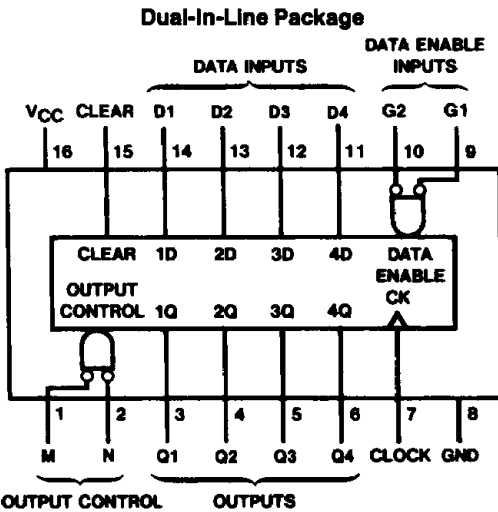 Dual-In-Line Package
DATA ENABLE
DATA INPUTS INPUTS
VCC CLEAR D1 D2 D3 D4 G2 G1
16 15 14 13 12 11 10 9
CLEAR 1D 2D 3D 4D DATA
ENABLE
OUTPUT CK
CONTROL 1Q 2Q 3Q 4Q
1 2 3 4 5 6 7 8
M N Q1 Q2 Q3 Q4 CLOCK GND
OUTPUT CONTROL OUTPUTS